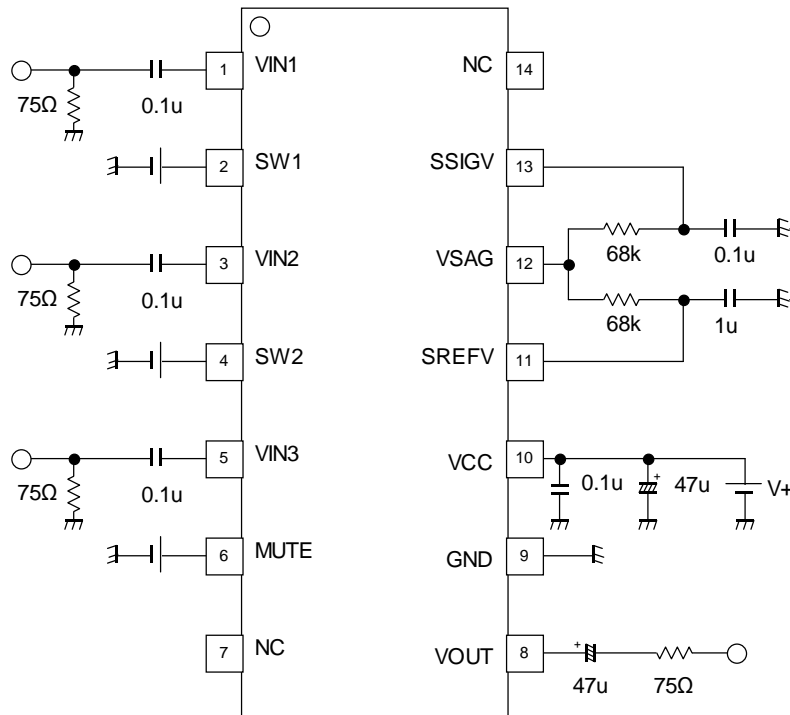 1 VIN1 NC 14
75Ω 0.1u
2 SW1 SSIGV 13
3 VIN2 VSAG 12
75Ω 0.1u 68k 0.1u
68k 1u
4 SW2 SREFV 11
5 VIN3 VCC 10
75Ω 0.1u 0.1u + 47u V+
6 MUTE GND 9
7 NC VOUT 8
+ 47u 75Ω